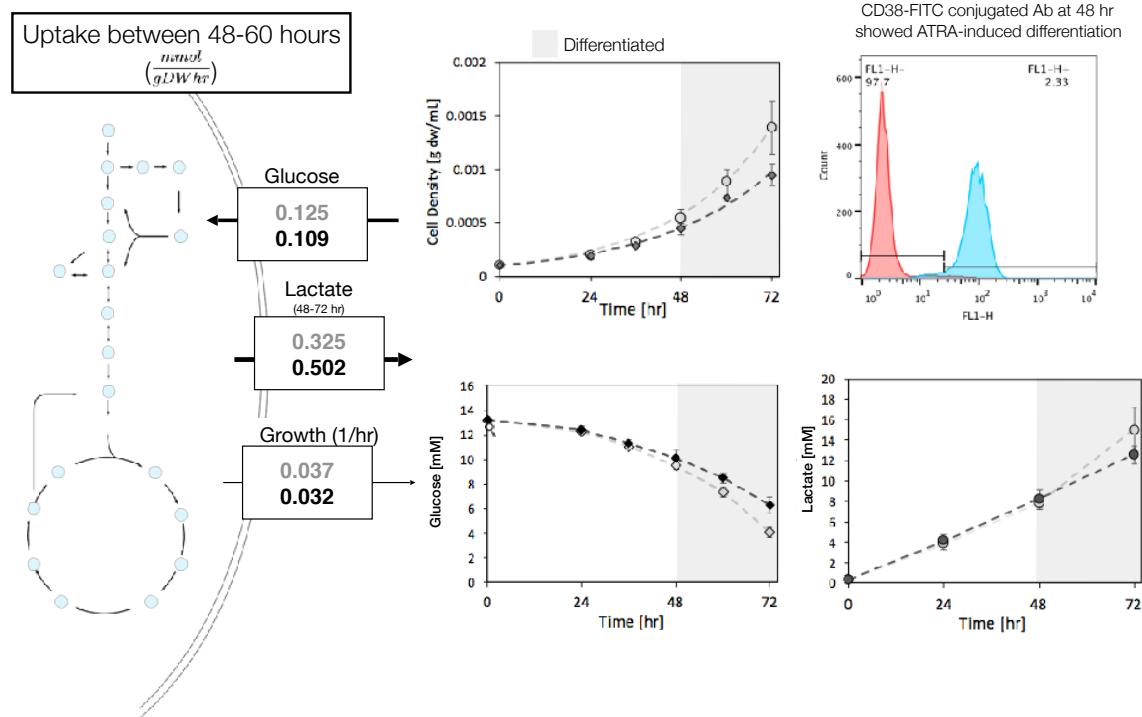 Uptake between 48-60 hours
(mmol/gDW hr)
Glucose
0.125
0.109
Lactate
(48-72 hr)
0.325
0.502
Growth (1/hr)
0.037
0.032
Differentiated
Cell Density [g dw/mL]
0.002
0.0015
0.001
0.0005
0
0 24 48 72
Time [hr]
CD38-FITC conjugated Ab at 48 hr
showed ATRA-induced differentiation
FL1-H-
97.7
FL1-H+
2.33
Count
600
400
200
0
10^0 10^1 10^2 10^3 10^4
FL1-H
Glucose [mM]
16
14
12
10
8
6
4
2
0
0 24 48 72
Time [hr]
Lactate [mM]
20
18
16
14
12
10
8
6
4
2
0
0 24 48 72
Time [hr]